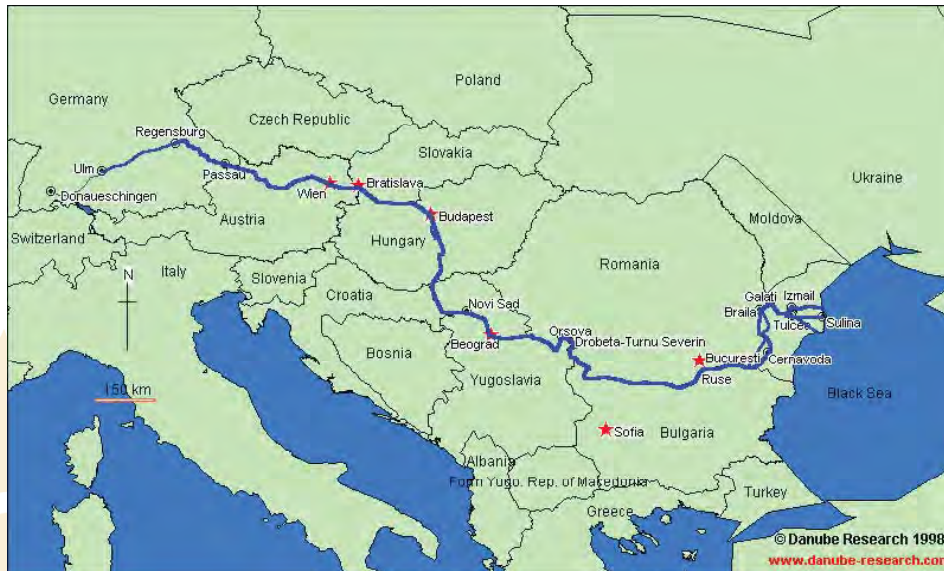 Poland
Germany
Czech Republic
Regensburg
Slovakia
Ulm
Passau
Ukraine
Bratislava
Donaueschingen
Wien
Budapest
Moldova
Austria
Switzerland
Hungary
Italy
Romania
N
Slovenia
Croatia
Novi Sad
Galati
Izmail
Braila
Tulcea
Sulina
Orsova
Beograd
Drobeta-Turnu Severin
Bosnia
București
Cernavoda
Yugoslavia
Ruse
150 km
Black Sea
Sofia
Bulgaria
Albania
Form Yugo. Rep. of Macedonia
Turkey
Greece
© Danube Research 1998
www.danube-research.com